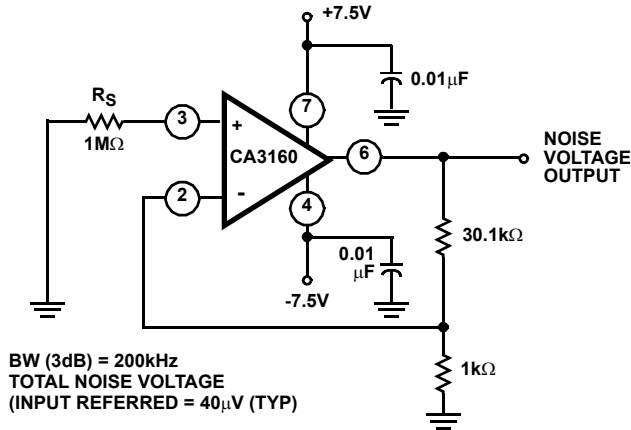 +7.5V
0.01μF
RS
1MΩ
3
7
+
CA3160
6
NOISE
VOLTAGE
OUTPUT
2
-
4
30.1kΩ
0.01
μF
-7.5V
BW (3dB) = 200kHz
TOTAL NOISE VOLTAGE
(INPUT REFERRED = 40μV (TYP)
1kΩ